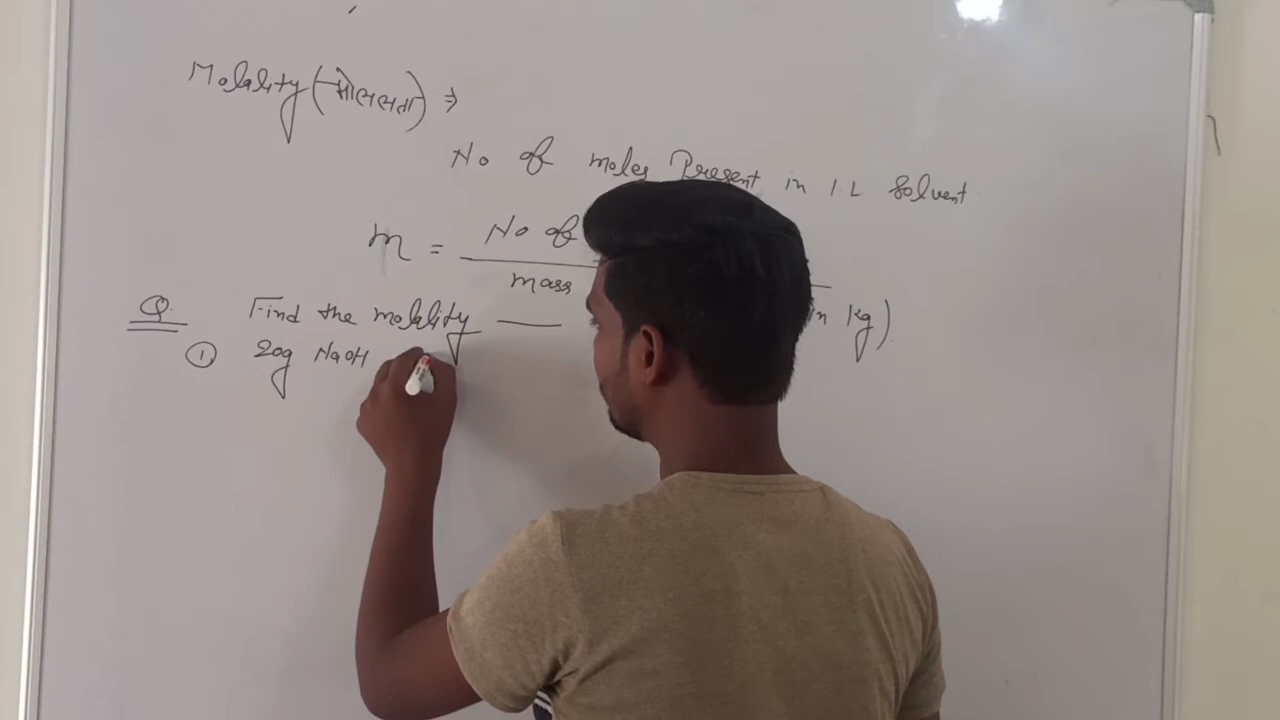 Molality (मोललता) ⇒
No of moles Present in 1 L Solvent
m = No of
mass in kg)
Q. Find the molality —
① 20g NaOH